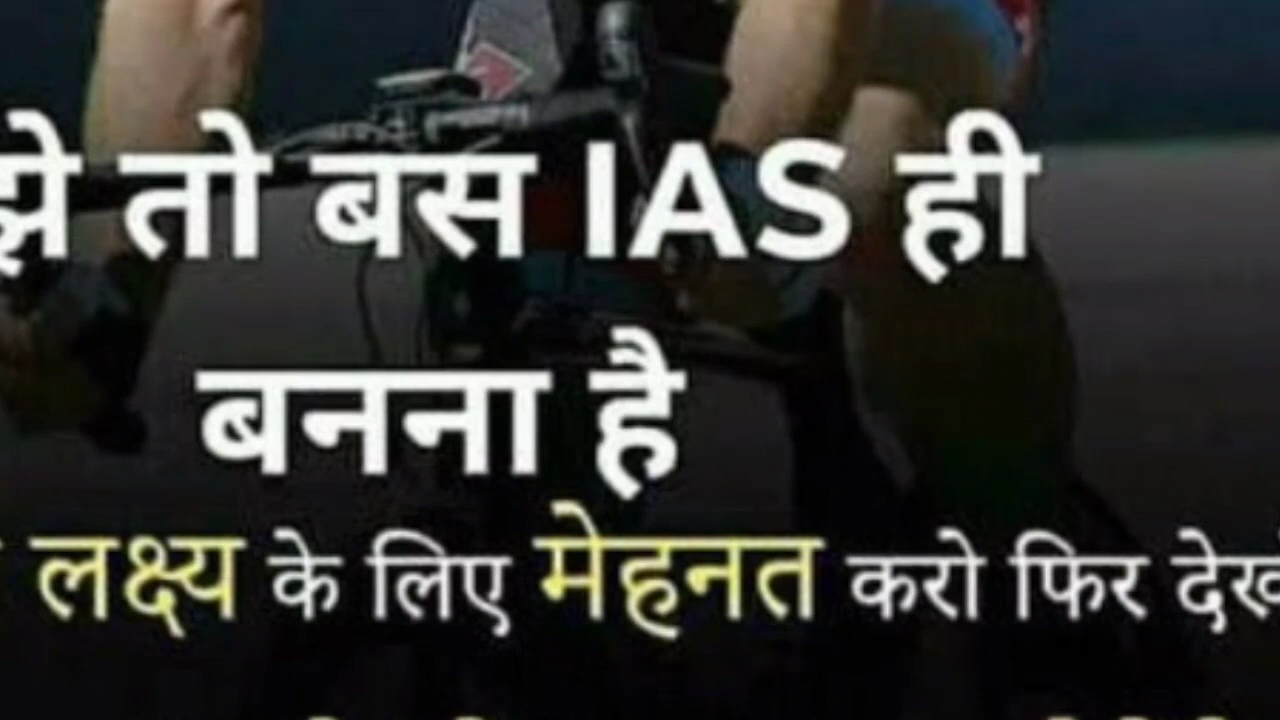 तो बस IAS ही
बनना है
लक्ष्य के लिए मेहनत करो फिर